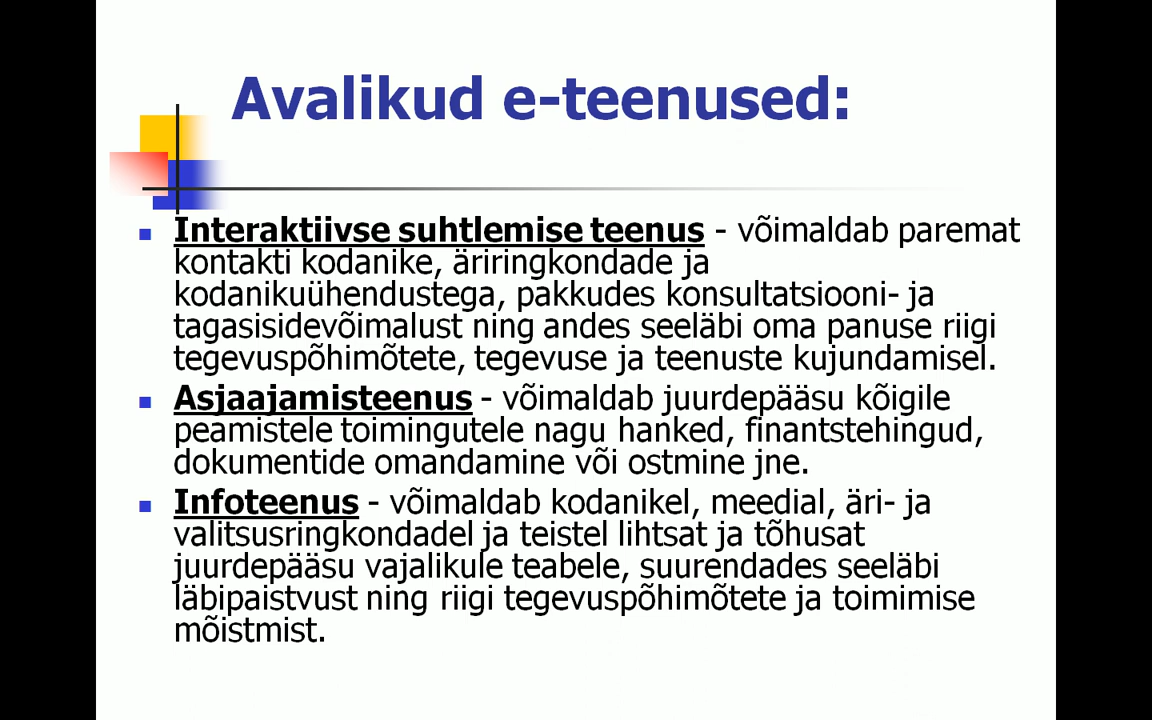 Avalikud e-teenused:
Interaktiivse suhtlemise teenus - võimaldab paremat
kontakti kodanike, äriringkondade ja
kodanikuühendustega, pakkudes konsultatsiooni- ja
tagasisidevõimalust ning andes seeläbi oma panuse riigi
tegevuspõhimõtete, tegevuse ja teenuste kujundamisel.
Asjaajamisteenus - võimaldab juurdepääsu kõigile
peamistele toimingutele nagu hanked, finantstehingud,
dokumentide omandamine või ostmine jne.
Infoteenus - võimaldab kodanikel, meedial, äri- ja
valitsusringkondadel ja teistel lihtsat ja tõhusat
juurdepääsu vajalikule teabele, suurendades seeläbi
läbipaistvust ning riigi tegevuspõhimõtete ja toimimise
mõistmist.